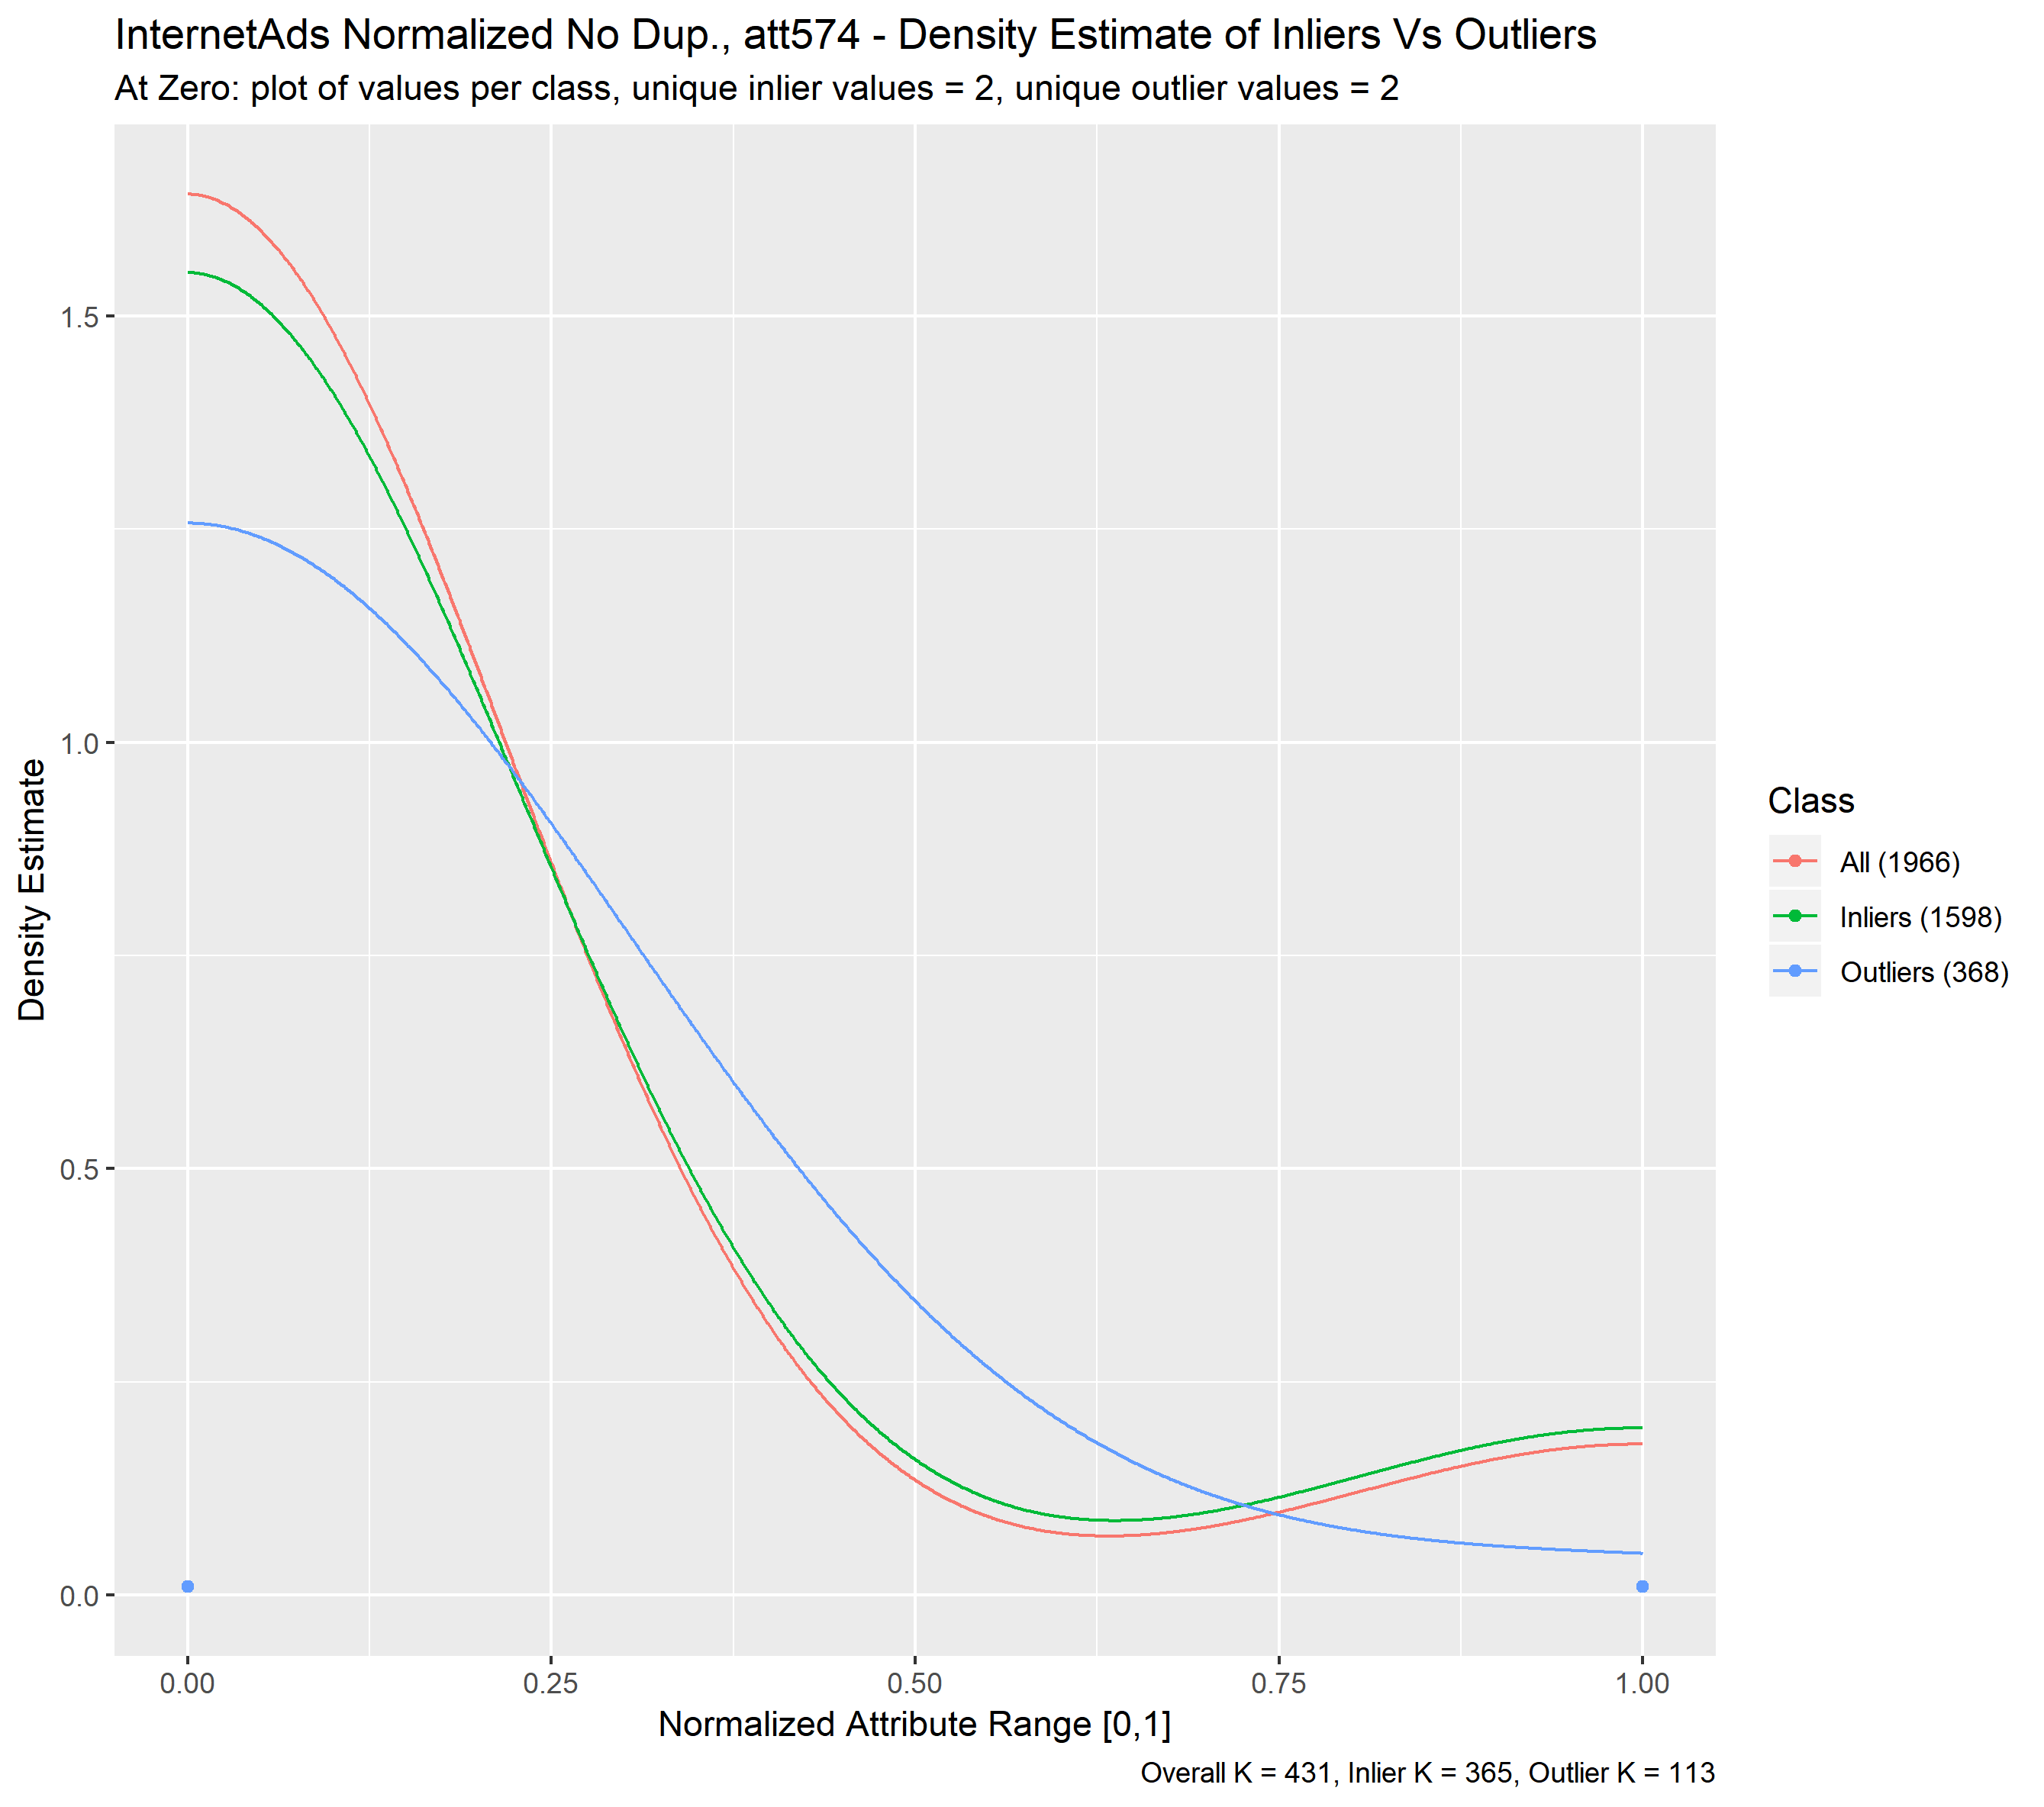 InternetAds Normalized No Dup., att574 - Density Estimate of Inliers Vs Outliers
At Zero: plot of values per class, unique inlier values = 2, unique outlier values = 2
Density Estimate
1.5
1.0
0.5
0.0
0.00 0.25 0.50 0.75 1.00
Normalized Attribute Range [0,1]
Class
All (1966)
Inliers (1598)
Outliers (368)
Overall K = 431, Inlier K = 365, Outlier K = 113